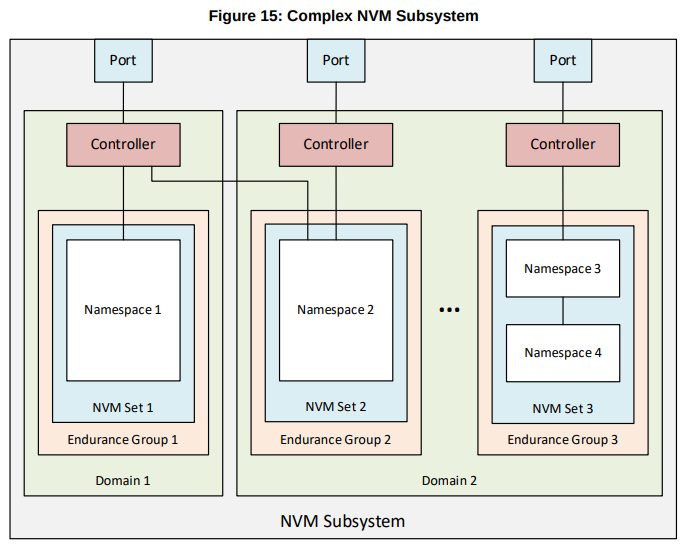 Figure 15: Complex NVM Subsystem
Port
Port
Port
Controller
Controller
Controller
Namespace 1
Namespace 2
Namespace 3
...
Namespace 4
NVM Set 1
NVM Set 2
NVM Set 3
Endurance Group 1
Endurance Group 2
Endurance Group 3
Domain 1
Domain 2
NVM Subsystem